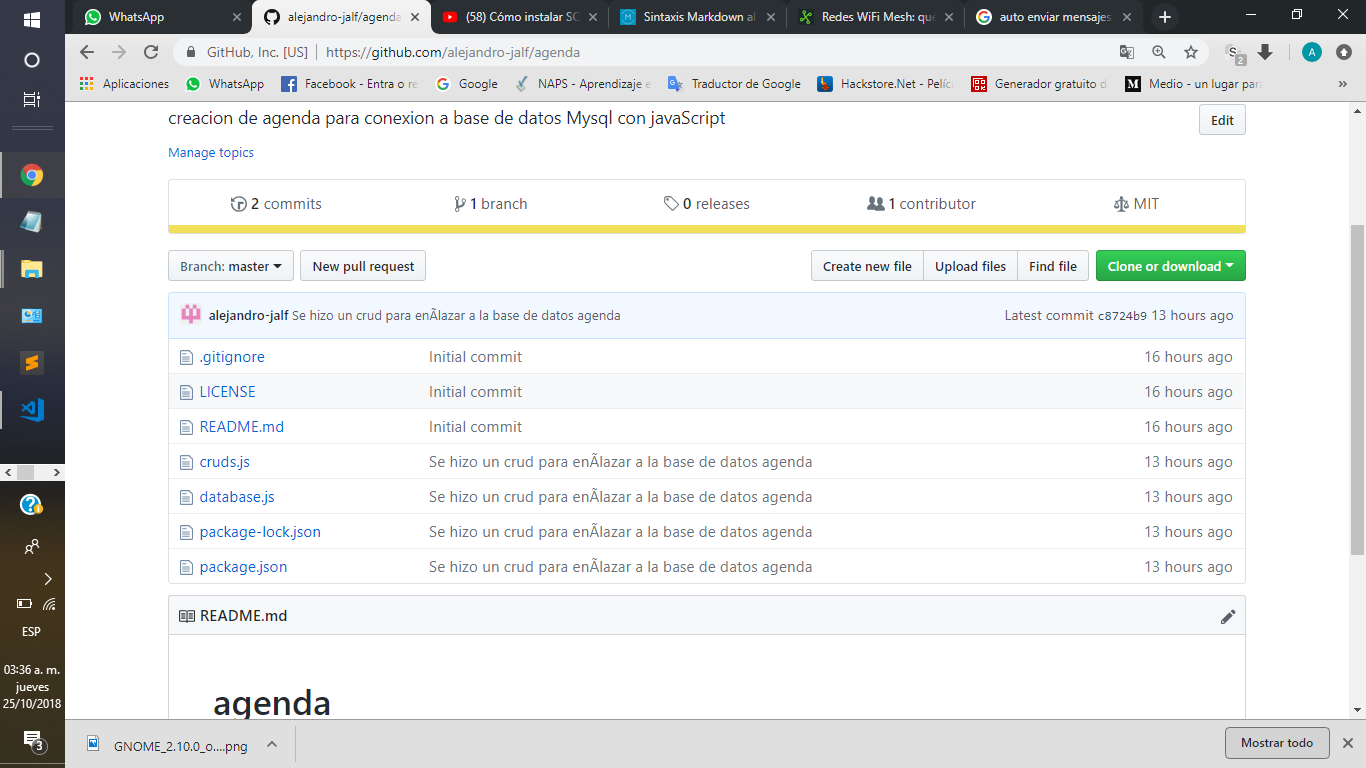 WhatsApp
alejandro-jalf/agenda
(58) Cómo instalar SC
Sintaxis Markdown al
Redes WiFi Mesh: qué
auto enviar mensajes
GitHub, Inc. [US]
https://github.com/alejandro-jalf/agenda
2
A
Aplicaciones
WhatsApp
Facebook - Entra o re
Google
NAPS - Aprendizaje e
Traductor de Google
Hackstore.Net - Pelíc
Generador gratuito d
Medio - un lugar para
»
creacion de agenda para conexion a base de datos Mysql con javaScript
Edit
Manage topics
2 commits
1 branch
0 releases
1 contributor
MIT
Branch: master
New pull request
Create new file
Upload files
Find file
Clone or download
alejandro-jalf Se hizo un crud para enÃlazar a la base de datos agenda
Latest commit c8724b9 13 hours ago
.gitignore Initial commit 16 hours ago
LICENSE Initial commit 16 hours ago
README.md Initial commit 16 hours ago
cruds.js Se hizo un crud para enÃlazar a la base de datos agenda 13 hours ago
database.js Se hizo un crud para enÃlazar a la base de datos agenda 13 hours ago
package-lock.json Se hizo un crud para enÃlazar a la base de datos agenda 13 hours ago
package.json Se hizo un crud para enÃlazar a la base de datos agenda 13 hours ago
README.md
agenda
GNOME_2.10.0_o....png
Mostrar todo
ESP
03:36 a. m.
jueves
25/10/2018
3